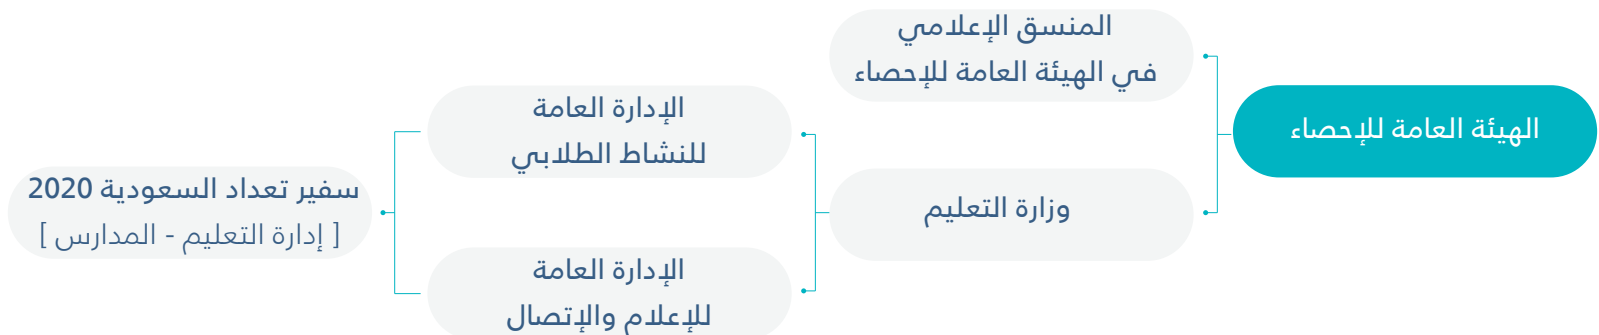 الهيئة العامة للإحصاء
المنسق الإعلامي
في الهيئة العامة للإحصاء
وزارة التعليم
الإدارة العامة
للنشاط الطلابي
الإدارة العامة
للإعلام والإتصال
سفير تعداد السعودية 2020
[ إدارة التعليم - المدارس ]